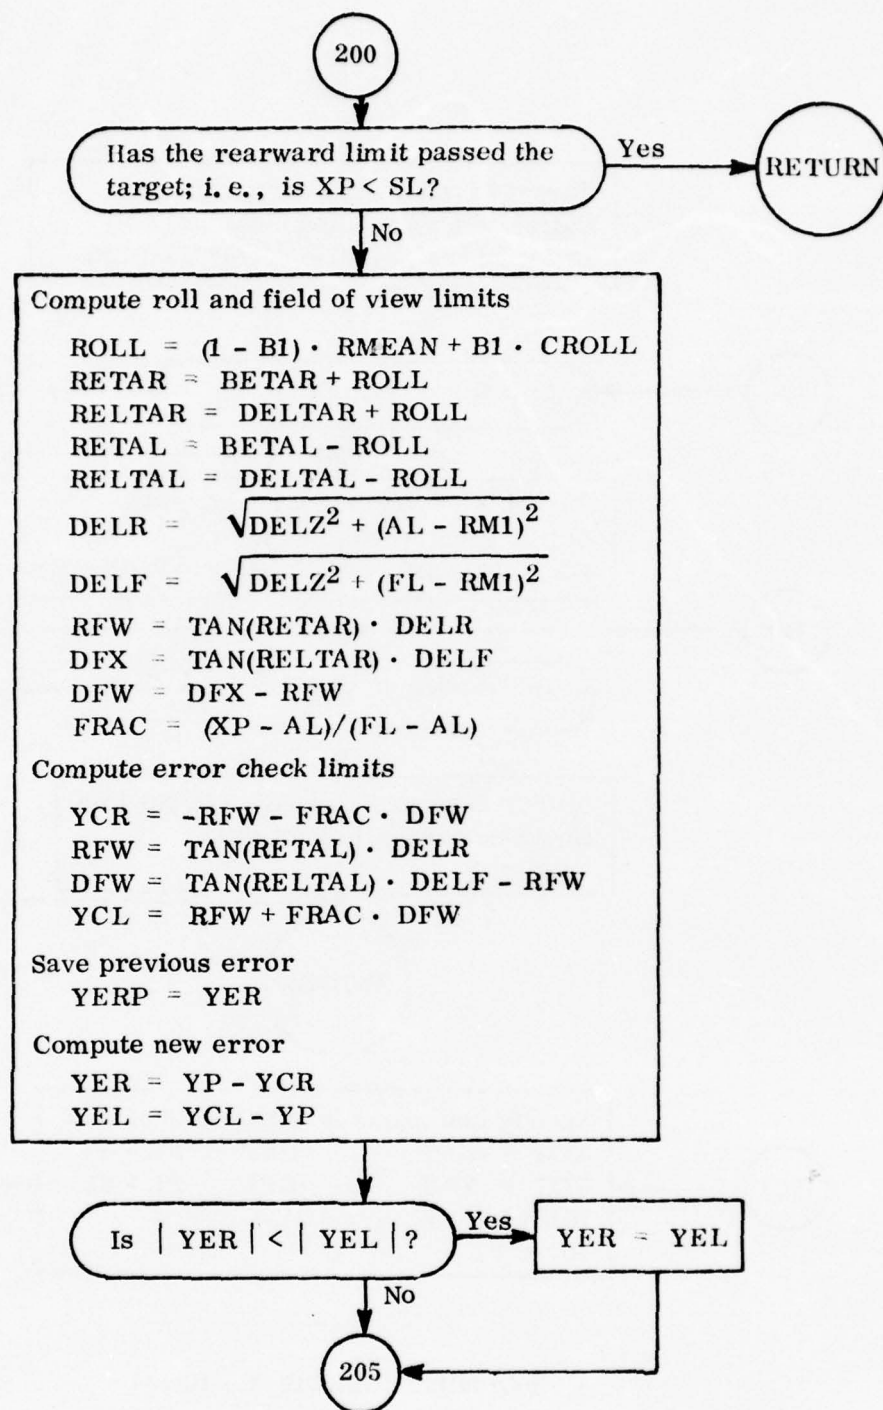 200
Has the rearward limit passed the
target; i.e., is XP < SL?
Yes
RETURN
No
Compute roll and field of view limits
ROLL = (1 - B1) · RMEAN + B1 · CROLL
RETAR = BETAR + ROLL
RELTAR = DELTAR + ROLL
RETAL = BETAL - ROLL
RELTAL = DELTAL - ROLL
DELR = √DELZ² + (AL - RM1)²
DELF = √DELZ² + (FL - RM1)²
RFW = TAN(RETAR) · DELR
DFX = TAN(RELTAR) · DELF
DFW = DFX - RFW
FRAC = (XP - AL)/(FL - AL)
Compute error check limits
YCR = -RFW - FRAC · DFW
RFW = TAN(RETAL) · DELR
DFW = TAN(RELTAL) · DELF - RFW
YCL = RFW + FRAC · DFW
Save previous error
YERP = YER
Compute new error
YER = YP - YCR
YEL = YCL - YP
Is | YER | < | YEL | ?
Yes
YER = YEL
No
205